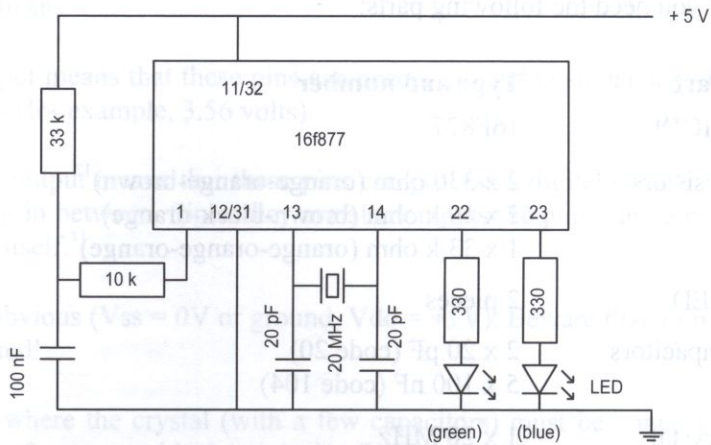 + 5 V
11/32
16f877
33 k
1 12/31 13 14 22 23
10 k
330
330
20 pF
20 MHz
20 pF
100 nF
LED
(green)
(blue)